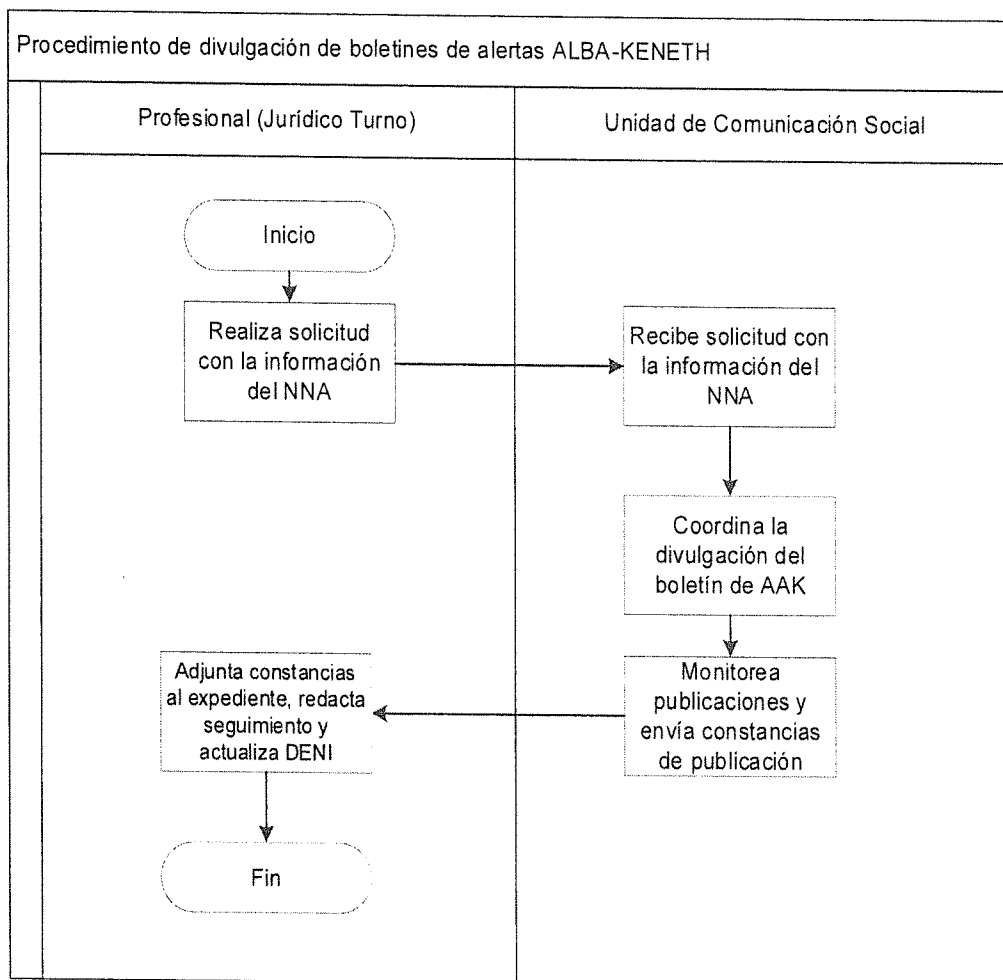 Procedimiento de divulgación de boletines de alertas ALBA-KENETH
Profesional (Jurídico Turno)
Unidad de Comunicación Social
Inicio
Realiza solicitud
con la información
del NNA
Recibe solicitud con
la información del
NNA
Coordina la
divulgación del
boletín de AAK
Monitorea
publicaciones y
envía constancias
de publicación
Adjunta constancias
al expediente, redacta
seguimiento y
actualiza DENI
Fin